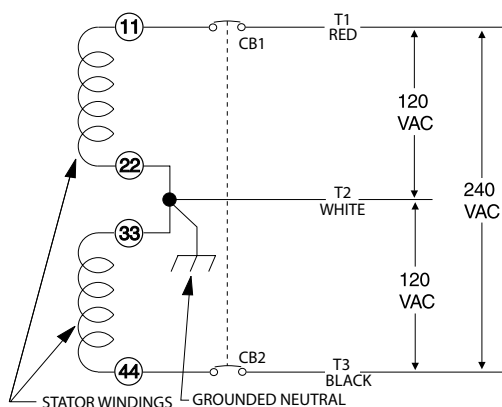 11
CB1
T1
RED
120
VAC
22
T2
WHITE
240
VAC
33
120
VAC
44
CB2
T3
BLACK
STATOR WINDINGS
GROUNDED NEUTRAL